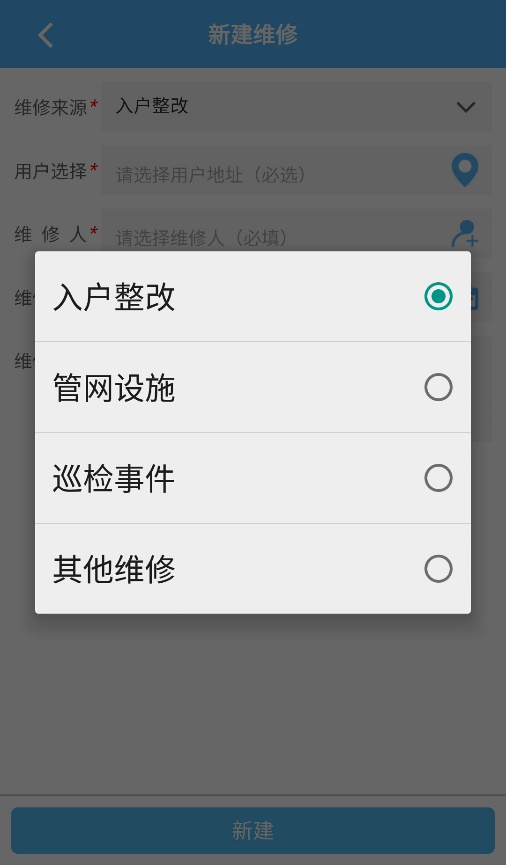 新建维修
维修来源* 入户整改
用户选择* 请选择用户地址（必选）
维 修 人* 请选择维修人（必填）
维
维
入户整改
管网设施
巡检事件
其他维修
新建